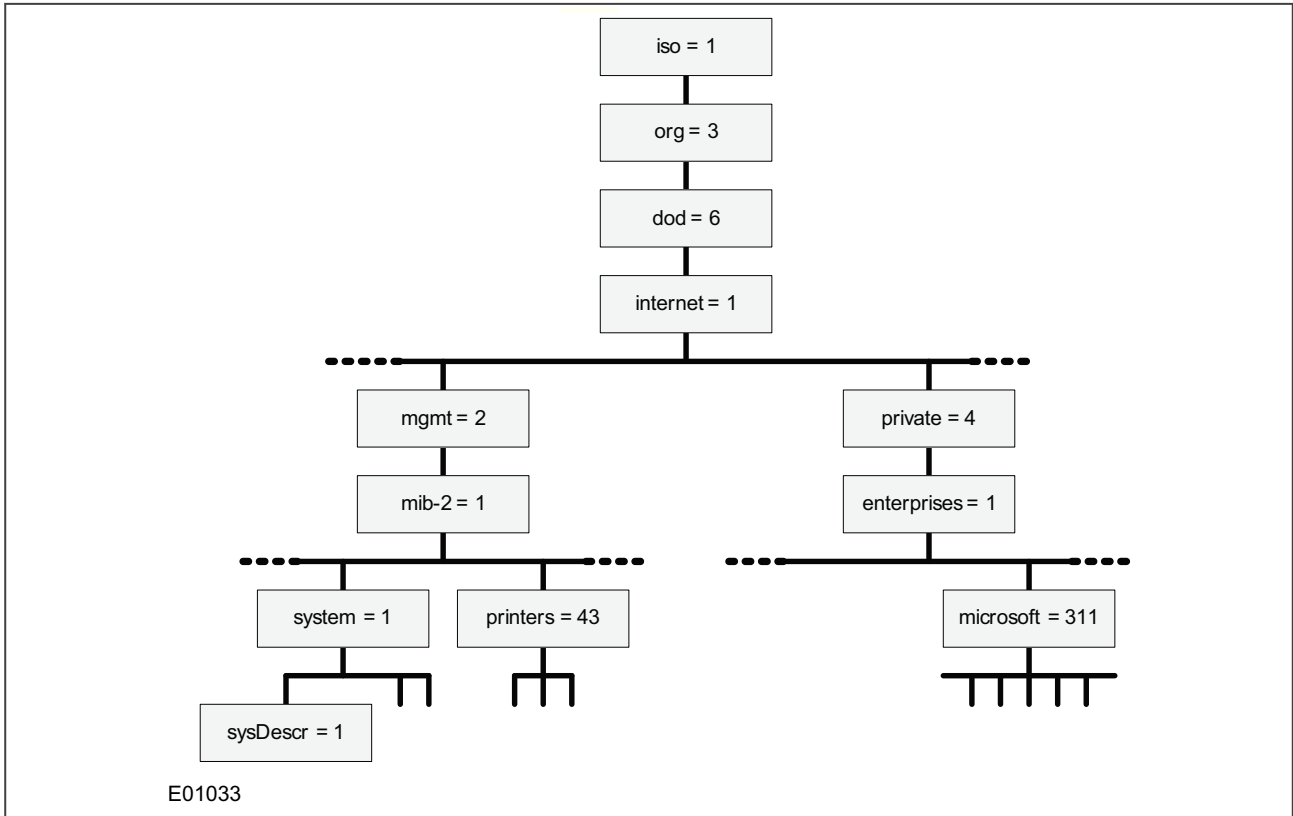 iso = 1
org = 3
dod = 6
internet = 1
mgmt = 2
private = 4
mib-2 = 1
enterprises = 1
system = 1
printers = 43
microsoft = 311
sysDescr = 1
E01033